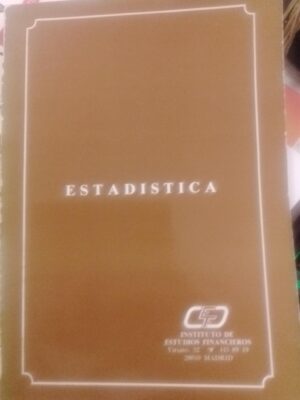 ESTADISTICA
INSTITUTO DE
ESTUDIOS FINANCIEROS
28010 MADRID